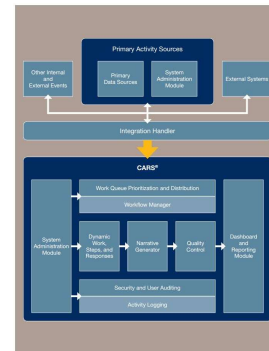 Primary Activity Sources
Other Internal
and
External Events
Primary
Data Sources
System
Administration
Module
External Systems
Integration Handler
CARS®
Work Queue Prioritization and Distribution
Workflow Manager
System
Administration
Module
Dynamic
Work,
Steps, and
Responses
Narrative
Generator
Quality
Control
Dashboard
and
Reporting
Module
Security and User Auditing
Activity Logging